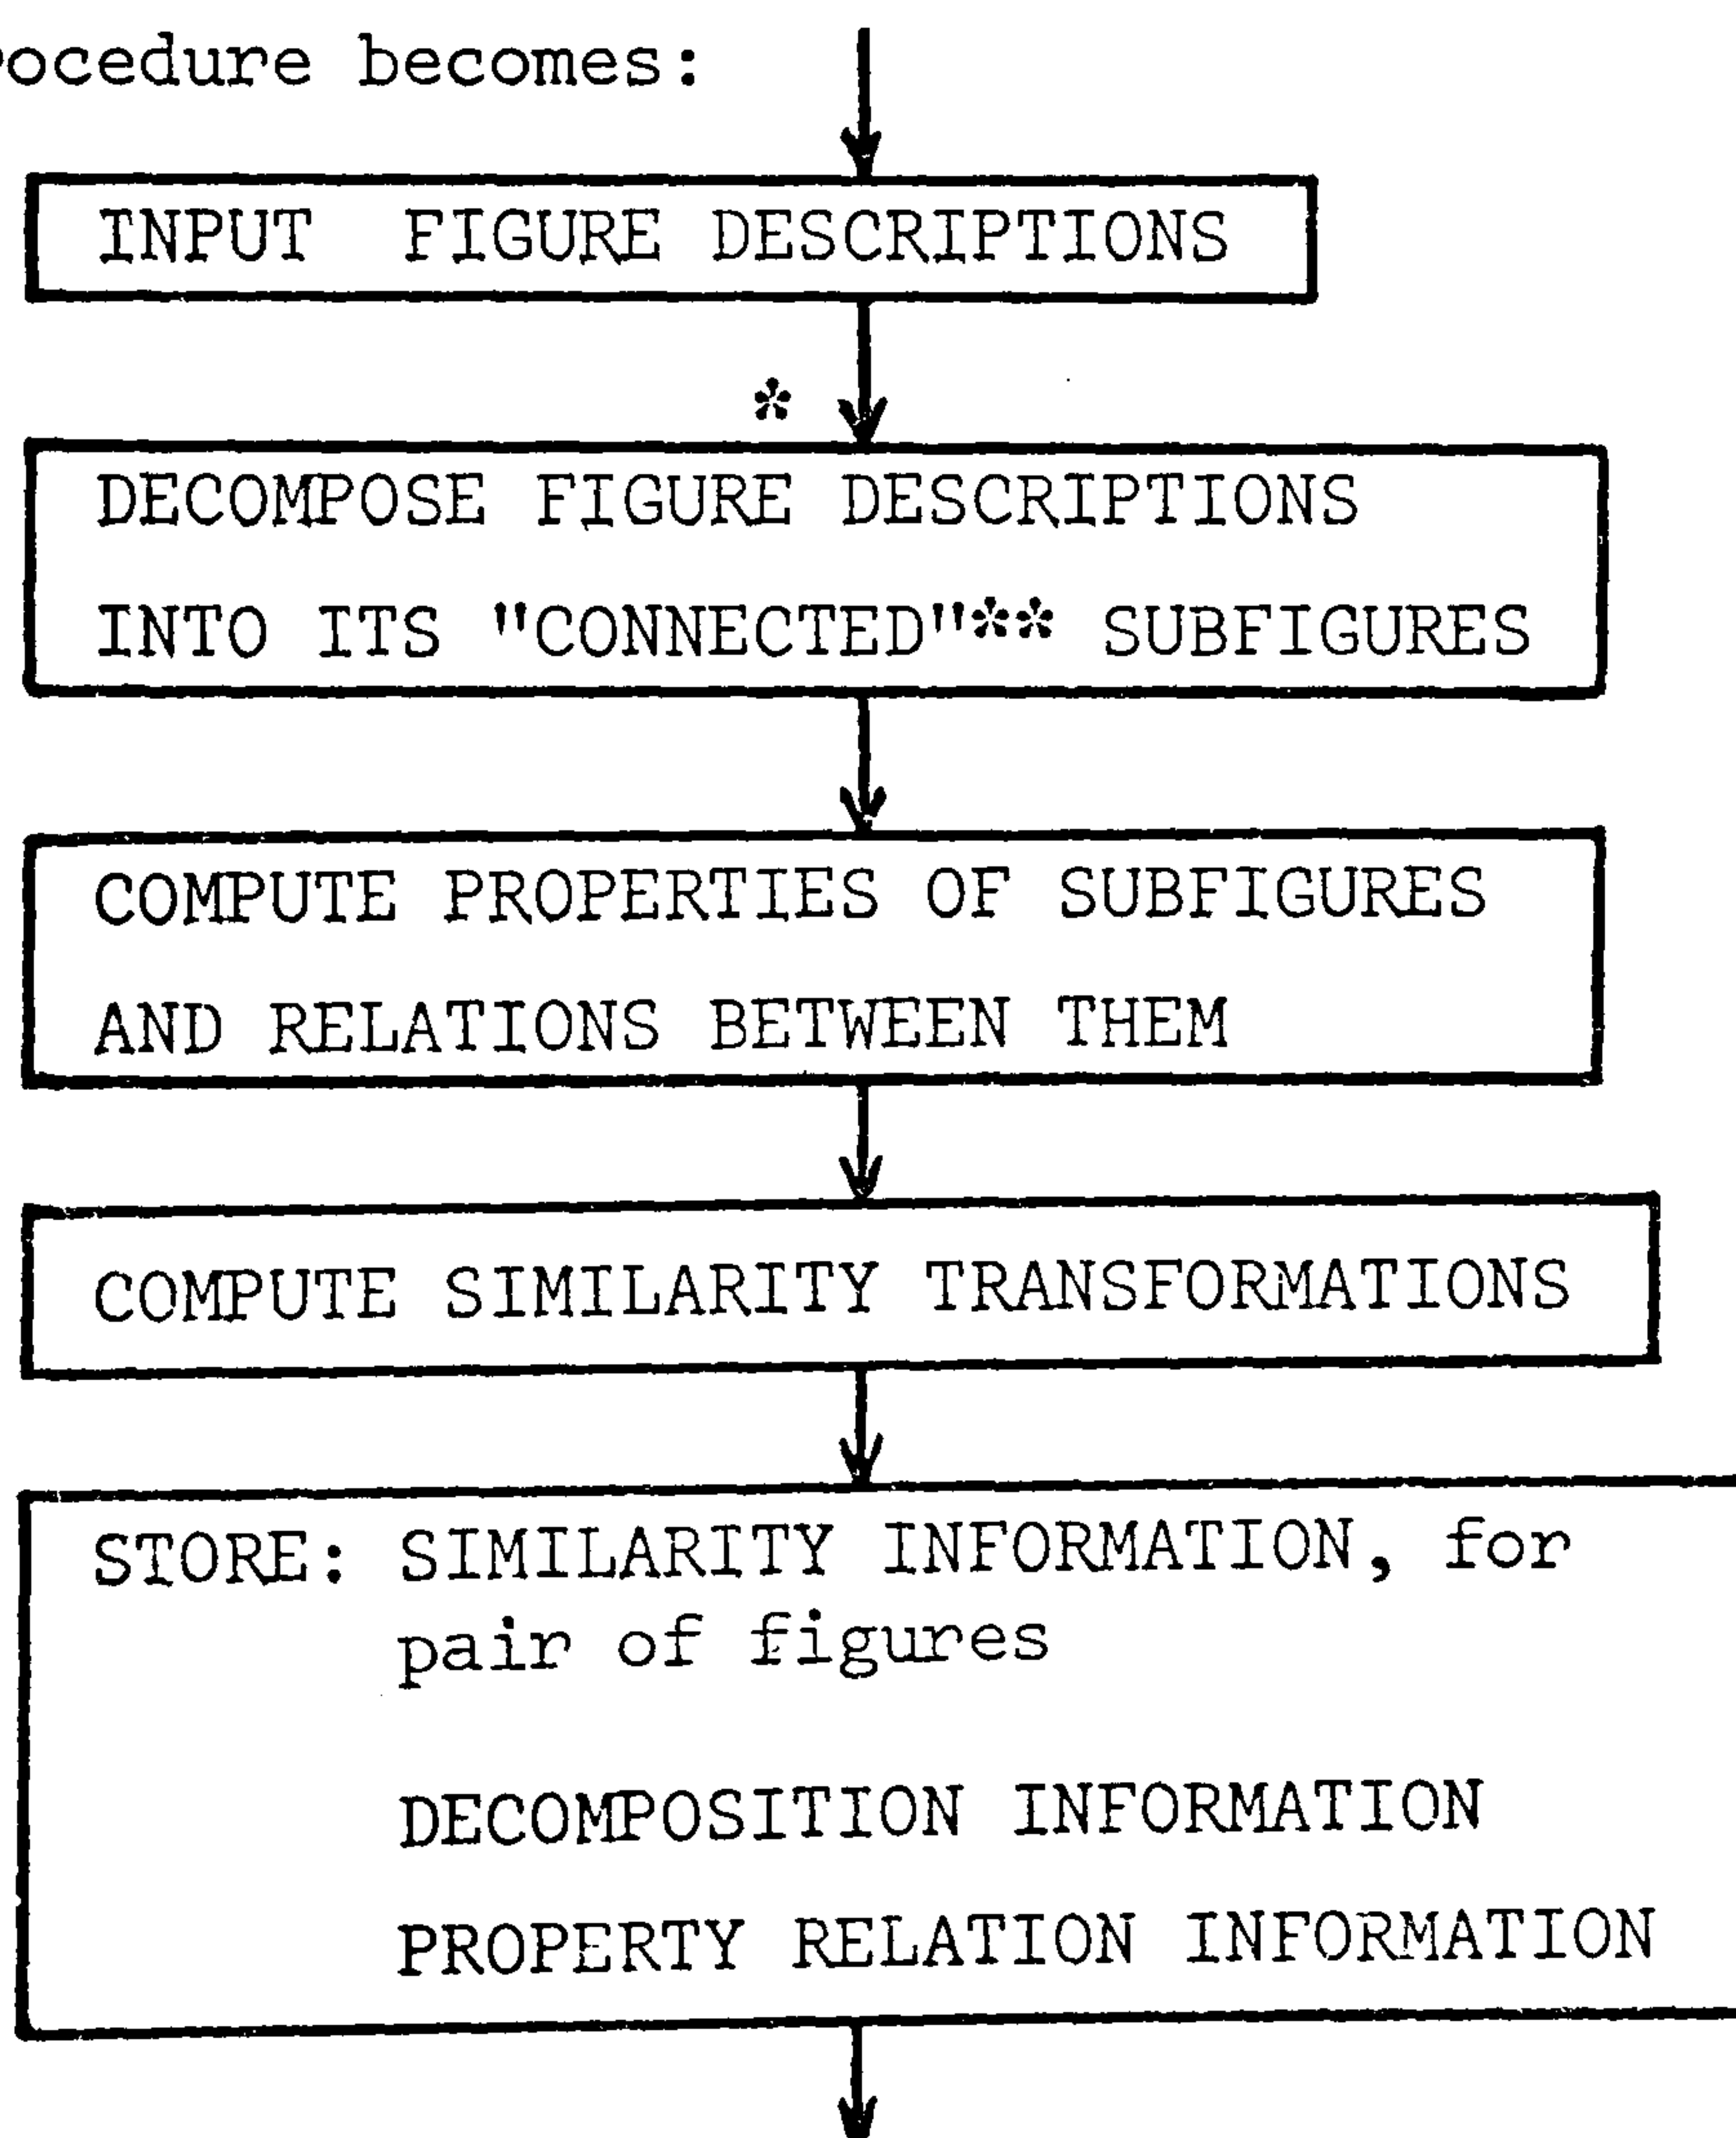 ocedure becomes:
INPUT FIGURE DESCRIPTIONS
*
DECOMPOSE FIGURE DESCRIPTIONS
INTO ITS "CONNECTED"** SUBFIGURES
COMPUTE PROPERTIES OF SUBFIGURES
AND RELATIONS BETWEEN THEM
COMPUTE SIMILARITY TRANSFORMATIONS
STORE: SIMILARITY INFORMATION, for
pair of figures
DECOMPOSITION INFORMATION
PROPERTY RELATION INFORMATION